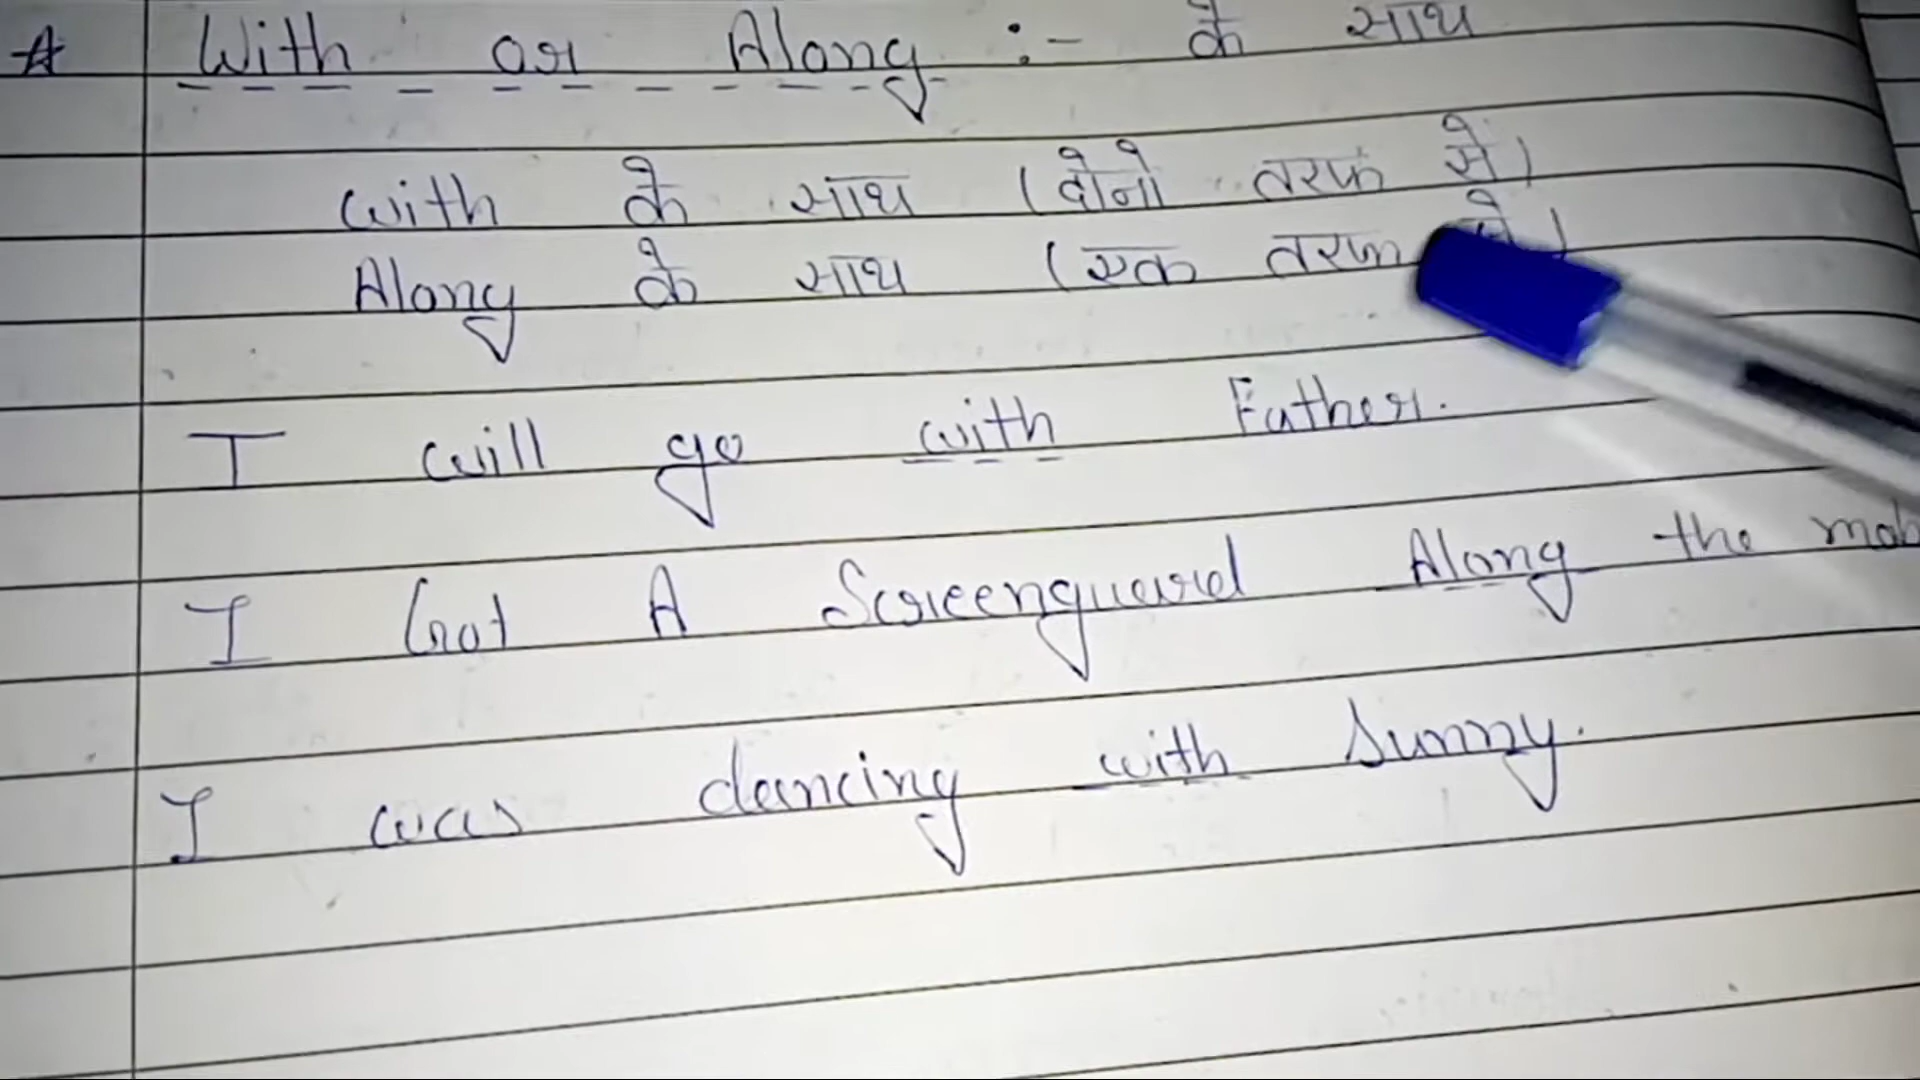 With or Along :- के साथ
with के साथ (दोनो तरफ से)
Along के साथ (एक तरफ से)
I will go with Father.
I Got A Screenguard Along the mob
I was dancing with Sunny.